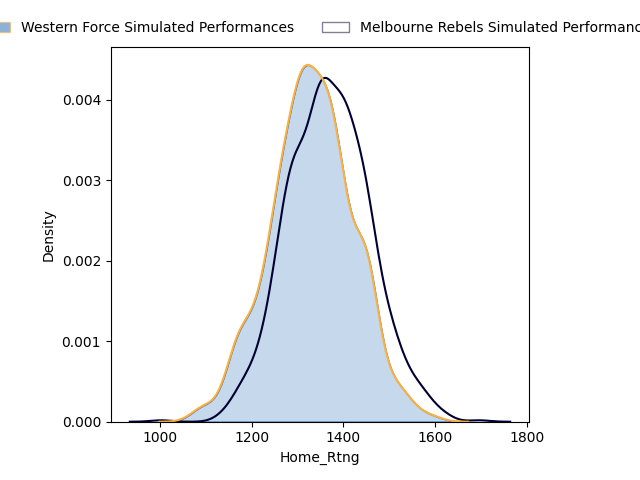 Western Force Simulated Performances Melbourne Rebels Simulated Performanc
0.004
0.003
0.002
0.001
0.000
Density
1000 1200 1400 1600 1800
Home_Rtng